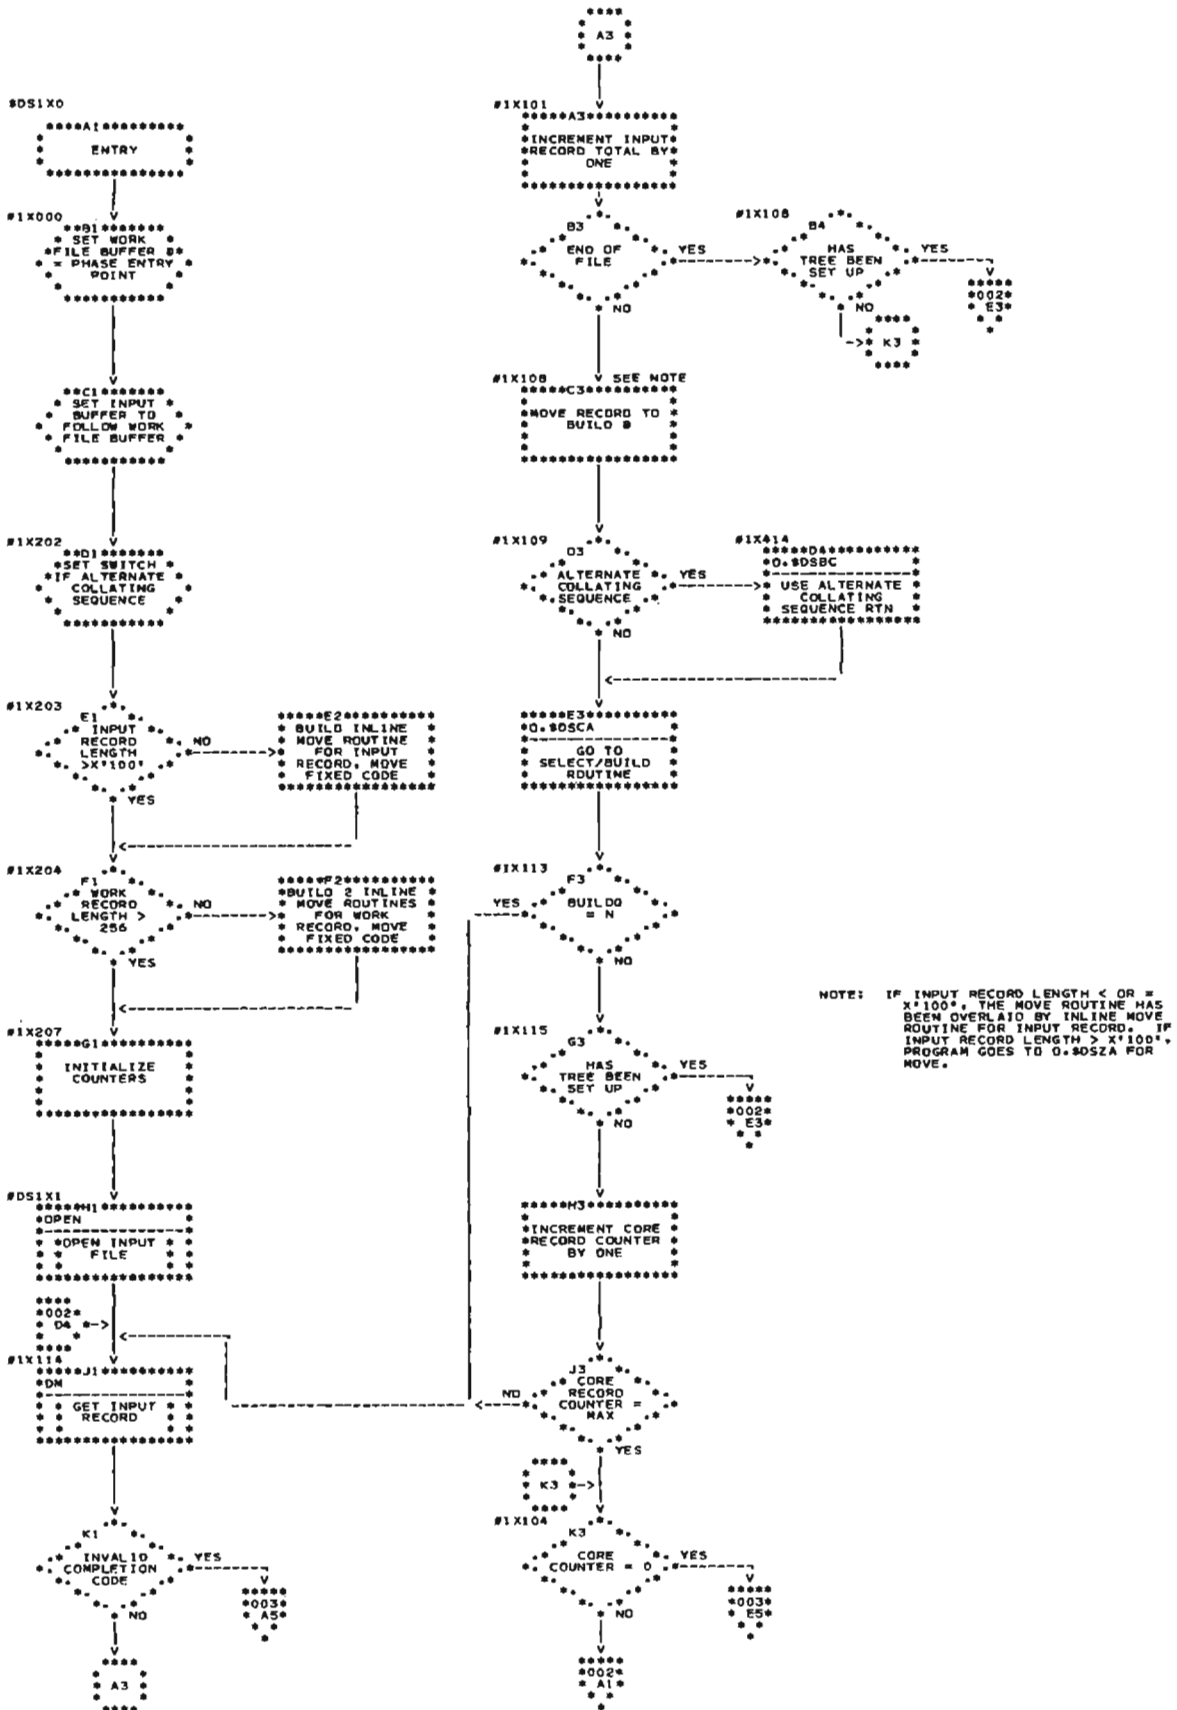 $DS1X0
A1
ENTRY
#1X000
B1
SET WORK
FILE BUFFER @
= PHASE ENTRY
POINT
C1
SET INPUT
BUFFER TO
FOLLOW WORK
FILE BUFFER
#1X202
D1
SET SWITCH
IF ALTERNATE
COLLATING
SEQUENCE
#1X203
E1
INPUT
RECORD
LENGTH
>X'100'
NO
YES
E2
BUILD INLINE
MOVE ROUTINE
FOR INPUT
RECORD, MOVE
FIXED CODE
#1X204
F1
WORK
RECORD
LENGTH >
256
NO
YES
F2
BUILD 2 INLINE
MOVE ROUTINES
FOR WORK
RECORD, MOVE
FIXED CODE
#1X207
G1
INITIALIZE
COUNTERS
#DS1X1
H1
OPEN
OPEN INPUT
FILE
002
D4
#1X114
J1
DM
GET INPUT
RECORD
K1
INVALID
COMPLETION
CODE
YES
NO
003
A5
A3
A3
#1X101
A3
INCREMENT INPUT
RECORD TOTAL BY
ONE
B3
END OF
FILE
YES
NO
#1X108
B4
HAS
TREE BEEN
SET UP
YES
NO
002
E3
K3
#1X108
SEE NOTE
C3
MOVE RECORD TO
BUILD @
#1X109
D3
ALTERNATE
COLLATING
SEQUENCE
YES
NO
#1X414
D4
O.$DSBC
USE ALTERNATE
COLLATING
SEQUENCE RTN
E3
O.$DSCA
GO TO
SELECT/BUILD
ROUTINE
#1X113
F3
BUILDQ
= N
YES
NO
#1X115
G3
HAS
TREE BEEN
SET UP
YES
NO
002
E3
H3
INCREMENT CORE
RECORD COUNTER
BY ONE
J3
CORE
RECORD
COUNTER =
MAX
NO
YES
K3
#1X104
K3
CORE
COUNTER = 0
YES
NO
003
E5
002
A1
NOTE: IF INPUT RECORD LENGTH < OR =
X'100', THE MOVE ROUTINE HAS
BEEN OVERLAID BY INLINE MOVE
ROUTINE FOR INPUT RECORD. IF
INPUT RECORD LENGTH > X'100',
PROGRAM GOES TO O.$DSZA FOR
MOVE.